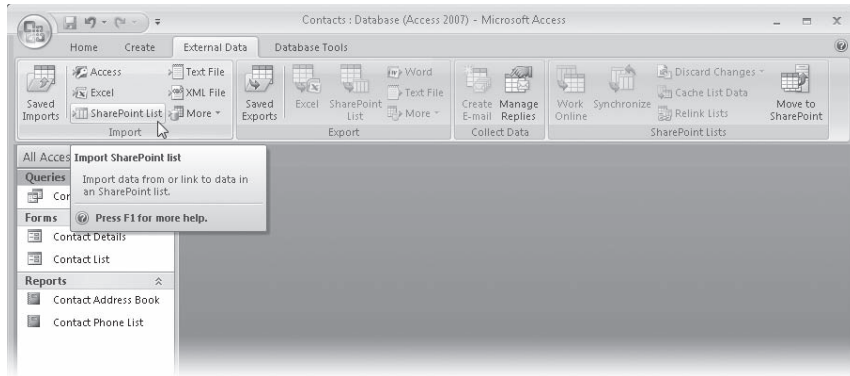 Contacts : Database (Access 2007) - Microsoft Access
Home Create External Data Database Tools
Saved Imports
Access
Excel
SharePoint List
Text File
XML File
More
Import
Saved Exports
Excel
SharePoint List
Word
Text File
More
Export
Create E-mail
Manage Replies
Collect Data
Work Online
Synchronize
Discard Changes
Cache List Data
Relink Lists
Move to SharePoint
SharePoint Lists
All Acces
Import SharePoint list
Import data from or link to data in
an SharePoint list.
Press F1 for more help.
Queries
Con
Forms
Contact Details
Contact List
Reports
Contact Address Book
Contact Phone List